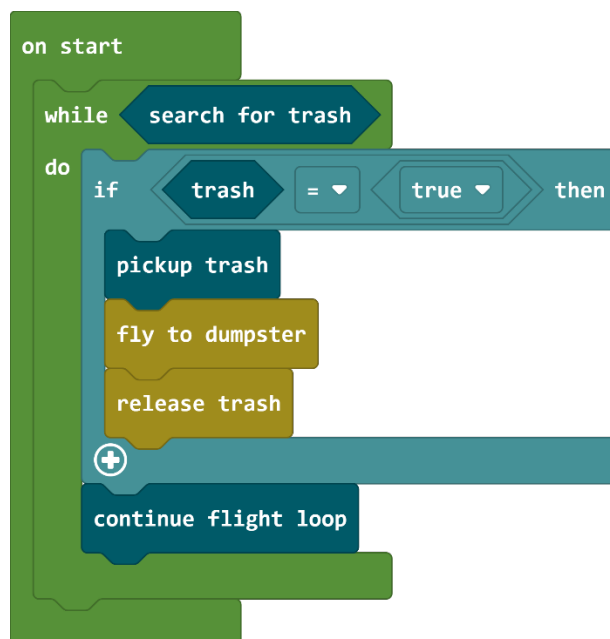 on start
while search for trash
do
if trash = true then
pickup trash
fly to dumpster
release trash
continue flight loop